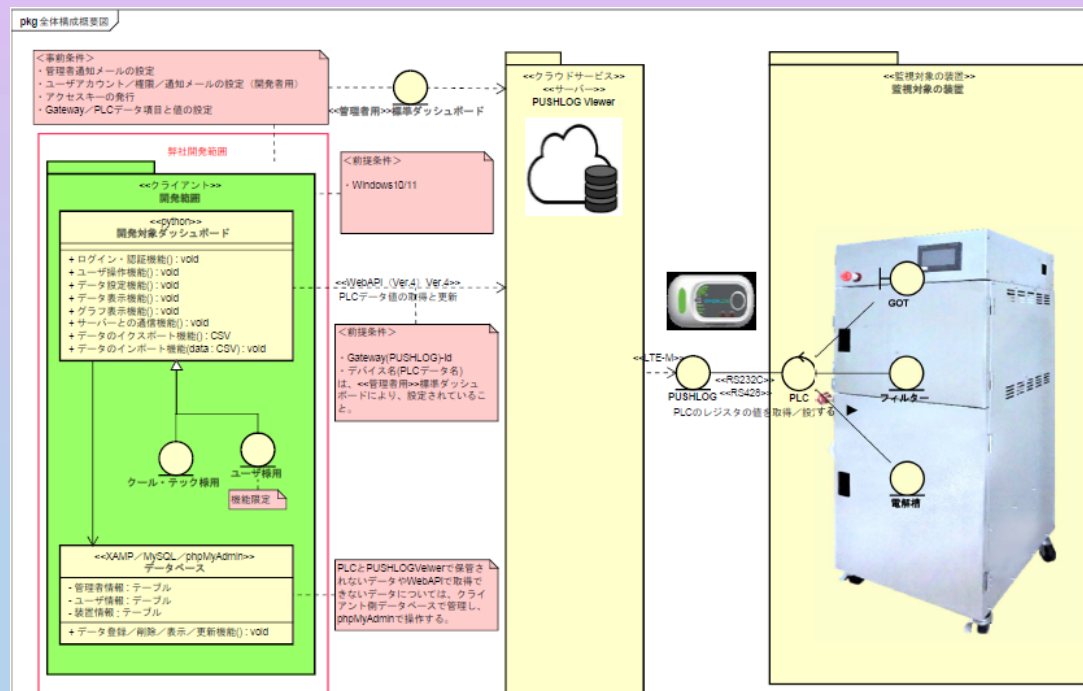 pkg 全体構成概要図
＜事前条件＞
・管理者通知メールの設定
・ユーザアカウント／権限／通知メールの設定（開発者用）
・アクセスキーの発行
・Gateway／PLCデータ項目と値の設定
<<管理者用>>標準ダッシュボード
<<クラウドサービス>>
<<サーバー>>
PUSHLOG Viewer
<<監視対象の装置>>
監視対象の装置
弊社開発範囲
<<クライアント>>
開発範囲
＜前提条件＞
・Windows10/11
<<python>>
開発対象ダッシュボード
+ ログイン・認証機能() : void
+ ユーザ操作機能() : void
+ データ設定機能() : void
+ データ表示機能() : void
+ グラフ表示機能() : void
+ サーバーとの通信機能() : void
+ データのイクスポート機能() : CSV
+ データのインポート機能(data : CSV) : void
<<WebAPI（Ver.4）Ver.4>>
PLCデータ値の取得と更新
＜前提条件＞
・Gateway(PUSHLOG)-Id
・デバイス名(PLCデータ名)
は、<<管理者用>>標準ダッシュ
ボードにより、設定されているこ
と。
GOT
<<LTE-M>>
<<RS232C>>
<<RS428>>
PUSHLOG
PLC
フィルター
PLCのレジスタの値を取得／設定する
電解槽
クール・テック様用
ユーザ様用
機能限定
<<XAMP／MySQL／phpMyAdmin>>
データベース
- 管理者情報 : テーブル
- ユーザ情報 : テーブル
- 装置情報 : テーブル
+ データ登録／削除／表示／更新機能() : void
PLCとPUSHLOGVeiwerで保管さ
れないデータやWebAPIで取得で
きないデータについては、クライ
アント側データベースで管理し、
phpMyAdminで操作する。